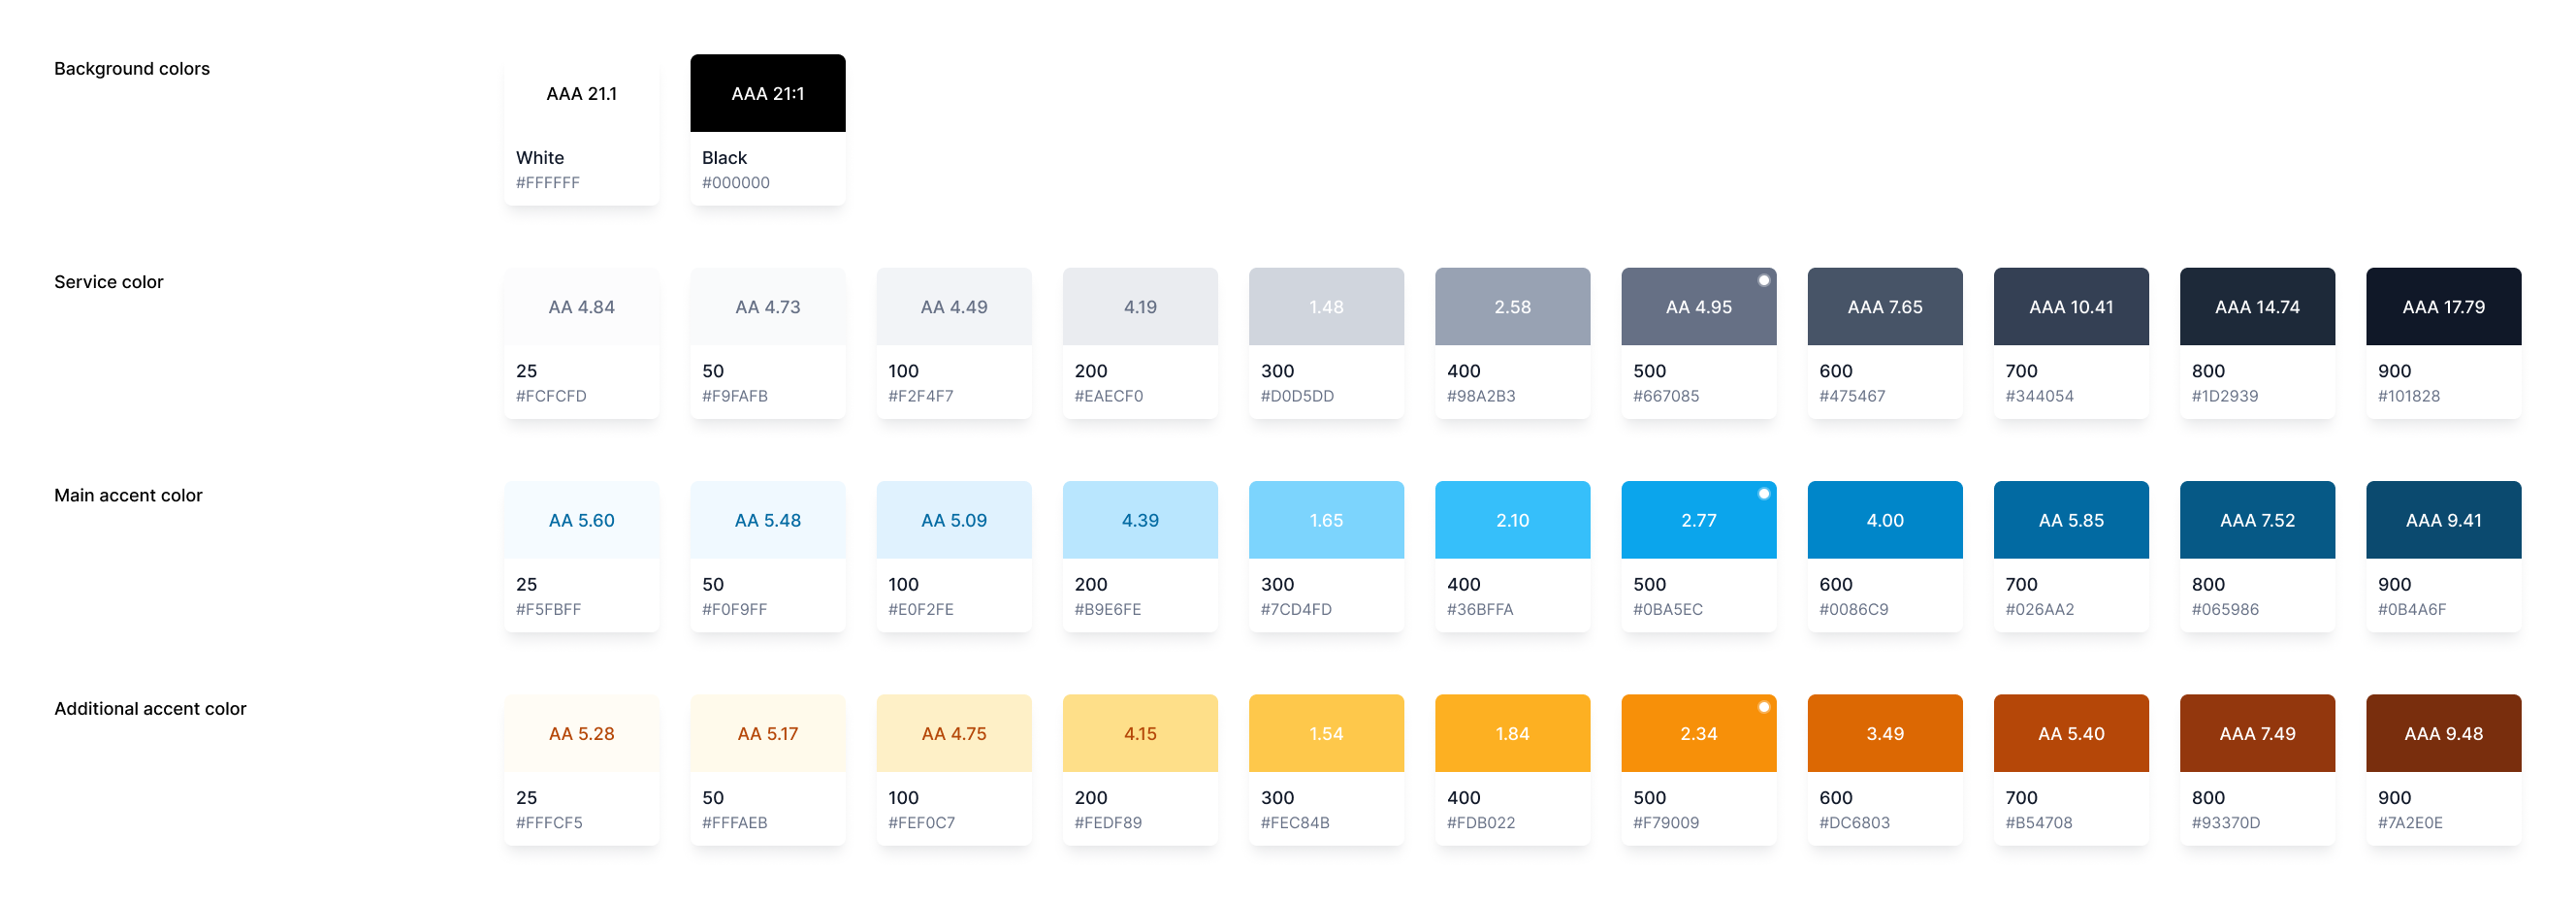 Background colors
AAA 21.1
White
#FFFFFF
AAA 21:1
Black
#000000
Service color
AA 4.84
25
#FCFCFD
AA 4.73
50
#F9FAFB
AA 4.49
100
#F2F4F7
4.19
200
#EAECF0
1.48
300
#D0D5DD
2.58
400
#98A2B3
AA 4.95
500
#667085
AAA 7.65
600
#475467
AAA 10.41
700
#344054
AAA 14.74
800
#1D2939
AAA 17.79
900
#101828
Main accent color
AA 5.60
25
#F5FBFF
AA 5.48
50
#F0F9FF
AA 5.09
100
#E0F2FE
4.39
200
#B9E6FE
1.65
300
#7CD4FD
2.10
400
#36BFFA
2.77
500
#0BA5EC
4.00
600
#0086C9
AA 5.85
700
#026AA2
AAA 7.52
800
#065986
AAA 9.41
900
#0B4A6F
Additional accent color
AA 5.28
25
#FFFCF5
AA 5.17
50
#FFFAEB
AA 4.75
100
#FEF0C7
4.15
200
#FEDF89
1.54
300
#FEC84B
1.84
400
#FDB022
2.34
500
#F79009
3.49
600
#DC6803
AA 5.40
700
#B54708
AAA 7.49
800
#93370D
AAA 9.48
900
#7A2E0E